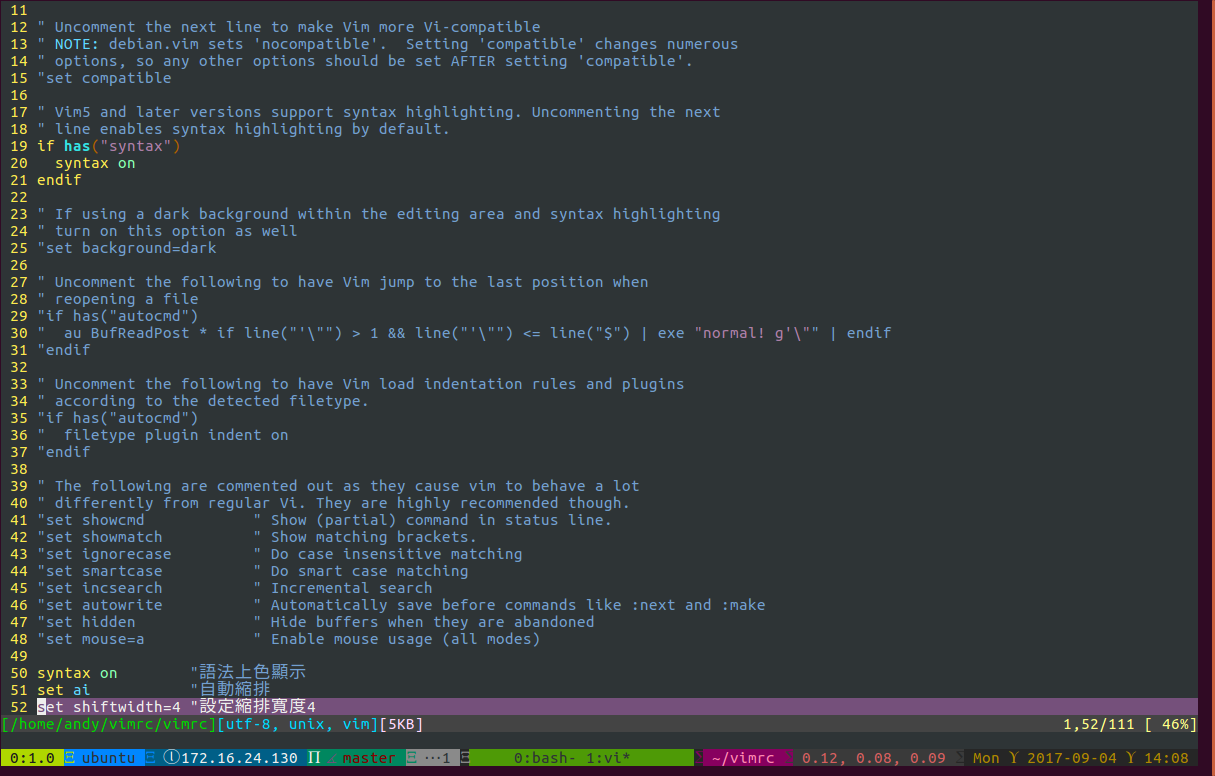 11
12 " Uncomment the next line to make Vim more Vi-compatible
13 " NOTE: debian.vim sets 'nocompatible'.  Setting 'compatible' changes numerous
14 " options, so any other options should be set AFTER setting 'compatible'.
15 "set compatible
16
17 " Vim5 and later versions support syntax highlighting. Uncommenting the next
18 " line enables syntax highlighting by default.
19 if has("syntax")
20   syntax on
21 endif
22
23 " If using a dark background within the editing area and syntax highlighting
24 " turn on this option as well
25 "set background=dark
26
27 " Uncomment the following to have Vim jump to the last position when
28 " reopening a file
29 "if has("autocmd")
30 "  au BufReadPost * if line("'\"") > 1 && line("'\"") <= line("$") | exe "normal! g'\"" | endif
31 "endif
32
33 " Uncomment the following to have Vim load indentation rules and plugins
34 " according to the detected filetype.
35 "if has("autocmd")
36 "  filetype plugin indent on
37 "endif
38
39 " The following are commented out as they cause vim to behave a lot
40 " differently from regular Vi. They are highly recommended though.
41 "set showcmd            " Show (partial) command in status line.
42 "set showmatch          " Show matching brackets.
43 "set ignorecase         " Do case insensitive matching
44 "set smartcase          " Do smart case matching
45 "set incsearch          " Incremental search
46 "set autowrite          " Automatically save before commands like :next and :make
47 "set hidden             " Hide buffers when they are abandoned
48 "set mouse=a            " Enable mouse usage (all modes)
49
50 syntax on        "語法上色顯示
51 set ai           "自動縮排
52 set shiftwidth=4 "設定縮排寬度4
[/home/andy/vimrc/vimrc][utf-8, unix, vim][5KB] 1,52/111 [ 46%]
0:1.0 ubuntu 172.16.24.130 master ···1 0:bash- 1:vi* ~/vimrc 0.12, 0.08, 0.09 Mon 2017-09-04 14:08